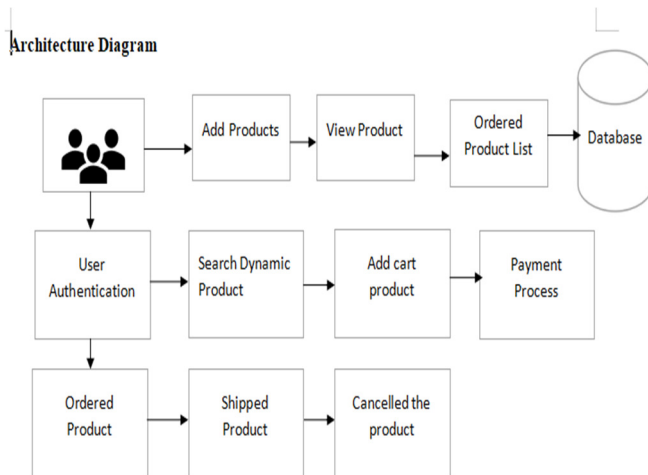 Architecture Diagram
Add Products
View Product
Ordered
Product List
Database
User
Authentication
Search Dynamic
Product
Add cart
product
Payment
Process
Ordered
Product
Shipped
Product
Cancelled the
product